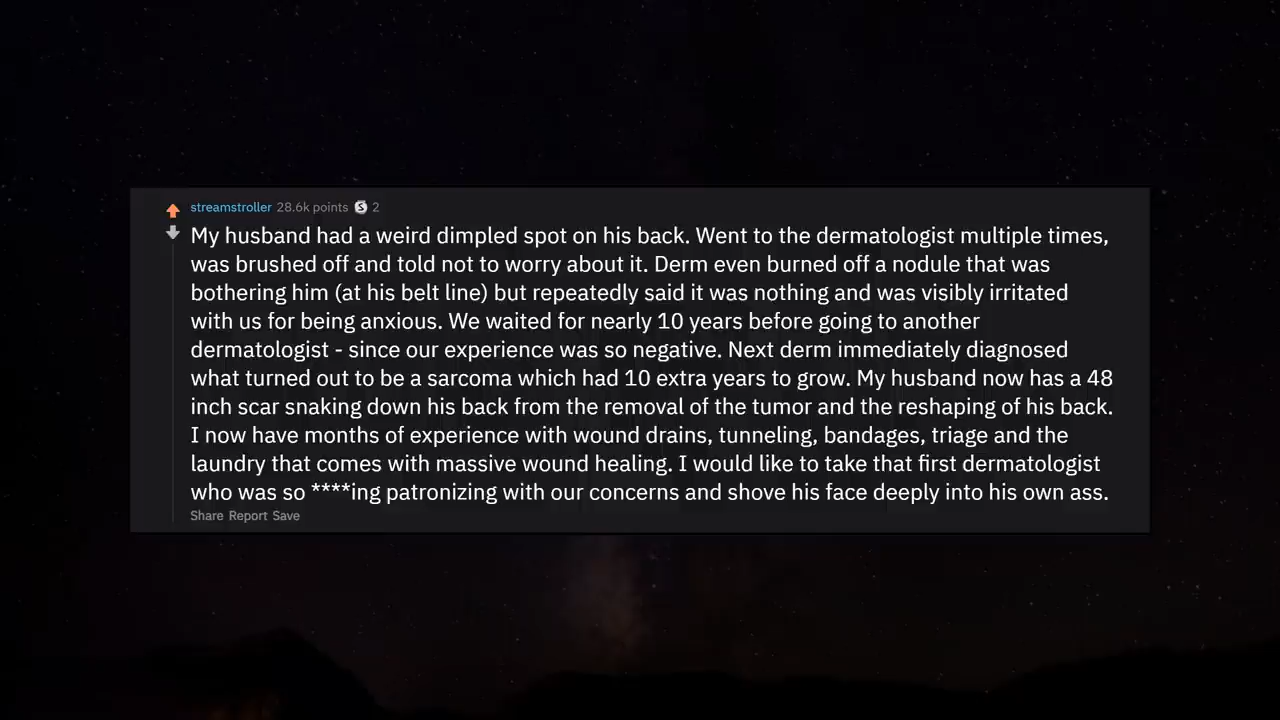 streamstroller 28.6k points S 2
My husband had a weird dimpled spot on his back. Went to the dermatologist multiple times,
was brushed off and told not to worry about it. Derm even burned off a nodule that was
bothering him (at his belt line) but repeatedly said it was nothing and was visibly irritated
with us for being anxious. We waited for nearly 10 years before going to another
dermatologist - since our experience was so negative. Next derm immediately diagnosed
what turned out to be a sarcoma which had 10 extra years to grow. My husband now has a 48
inch scar snaking down his back from the removal of the tumor and the reshaping of his back.
I now have months of experience with wound drains, tunneling, bandages, triage and the
laundry that comes with massive wound healing. I would like to take that first dermatologist
who was so ****ing patronizing with our concerns and shove his face deeply into his own ass.
Share Report Save